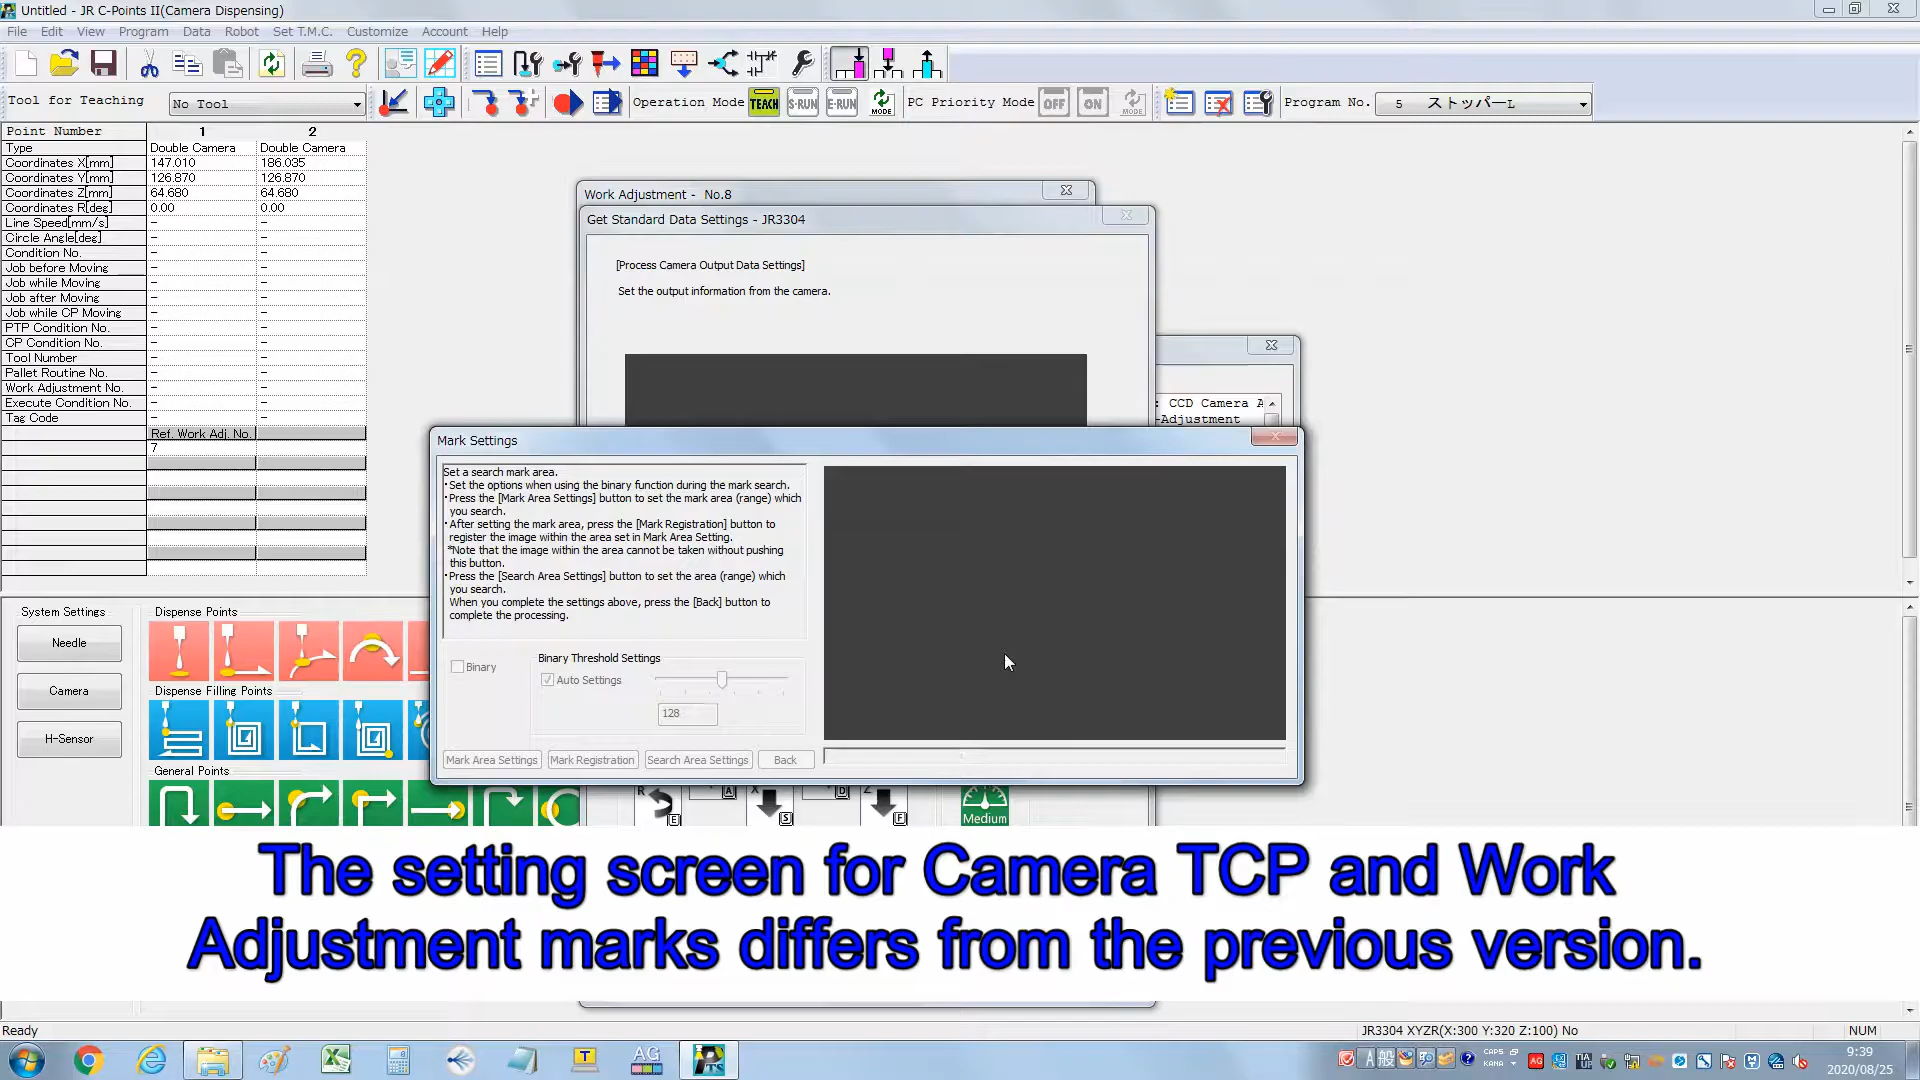 Untitled - JR C-Points II(Camera Dispensing)
File Edit View Program Data Robot Set T.M.C. Customize Account Help
Tool for Teaching No Tool Operation Mode TEACH S-RUN E-RUN MODE PC Priority Mode OFF ON MODE Program No. 5 ストッパーL
Point Number 1 2
Type Double Camera Double Camera
Coordinates X[mm] 147.010 186.035
Coordinates Y[mm] 126.870 126.870
Coordinates Z[mm] 64.680 64.680
Coordinates R[deg] 0.00 0.00
Line Speed[mm/s] - -
Circle Angle[deg] - -
Condition No. - -
Job before Moving - -
Job while Moving - -
Job after Moving - -
Job while CP Moving - -
PTP Condition No. - -
CP Condition No. - -
Tool Number - -
Pallet Routine No. - -
Work Adjustment No. - -
Execute Condition No. - -
Tag Code - -
Ref. Work Adj. No.
7
Work Adjustment - No.8
Get Standard Data Settings - JR3304
[Process Camera Output Data Settings]
Set the output information from the camera.
: CCD Camera A
-Adjustment
Mark Settings
Set a search mark area.
・Set the options when using the binary function during the mark search.
・Press the [Mark Area Settings] button to set the mark area (range) which
you search.
・After setting the mark area, press the [Mark Registration] button to
register the image within the area set in Mark Area Setting.
*Note that the image within the area cannot be taken without pushing
this button.
・Press the [Search Area Settings] button to set the area (range) which
you search.
When you complete the settings above, press the [Back] button to
complete the processing.
Binary
Binary Threshold Settings
Auto Settings
128
Mark Area Settings Mark Registration Search Area Settings Back
System Settings
Needle
Camera
H-Sensor
Dispense Points
Dispense Filling Points
General Points
R E A X S D Z F Medium
The setting screen for Camera TCP and Work
Adjustment marks differs from the previous version.
Ready JR3304 XYZR(X:300 Y:320 Z:100) No NUM
A 般 CAPS KANA
9:39
2020/08/25